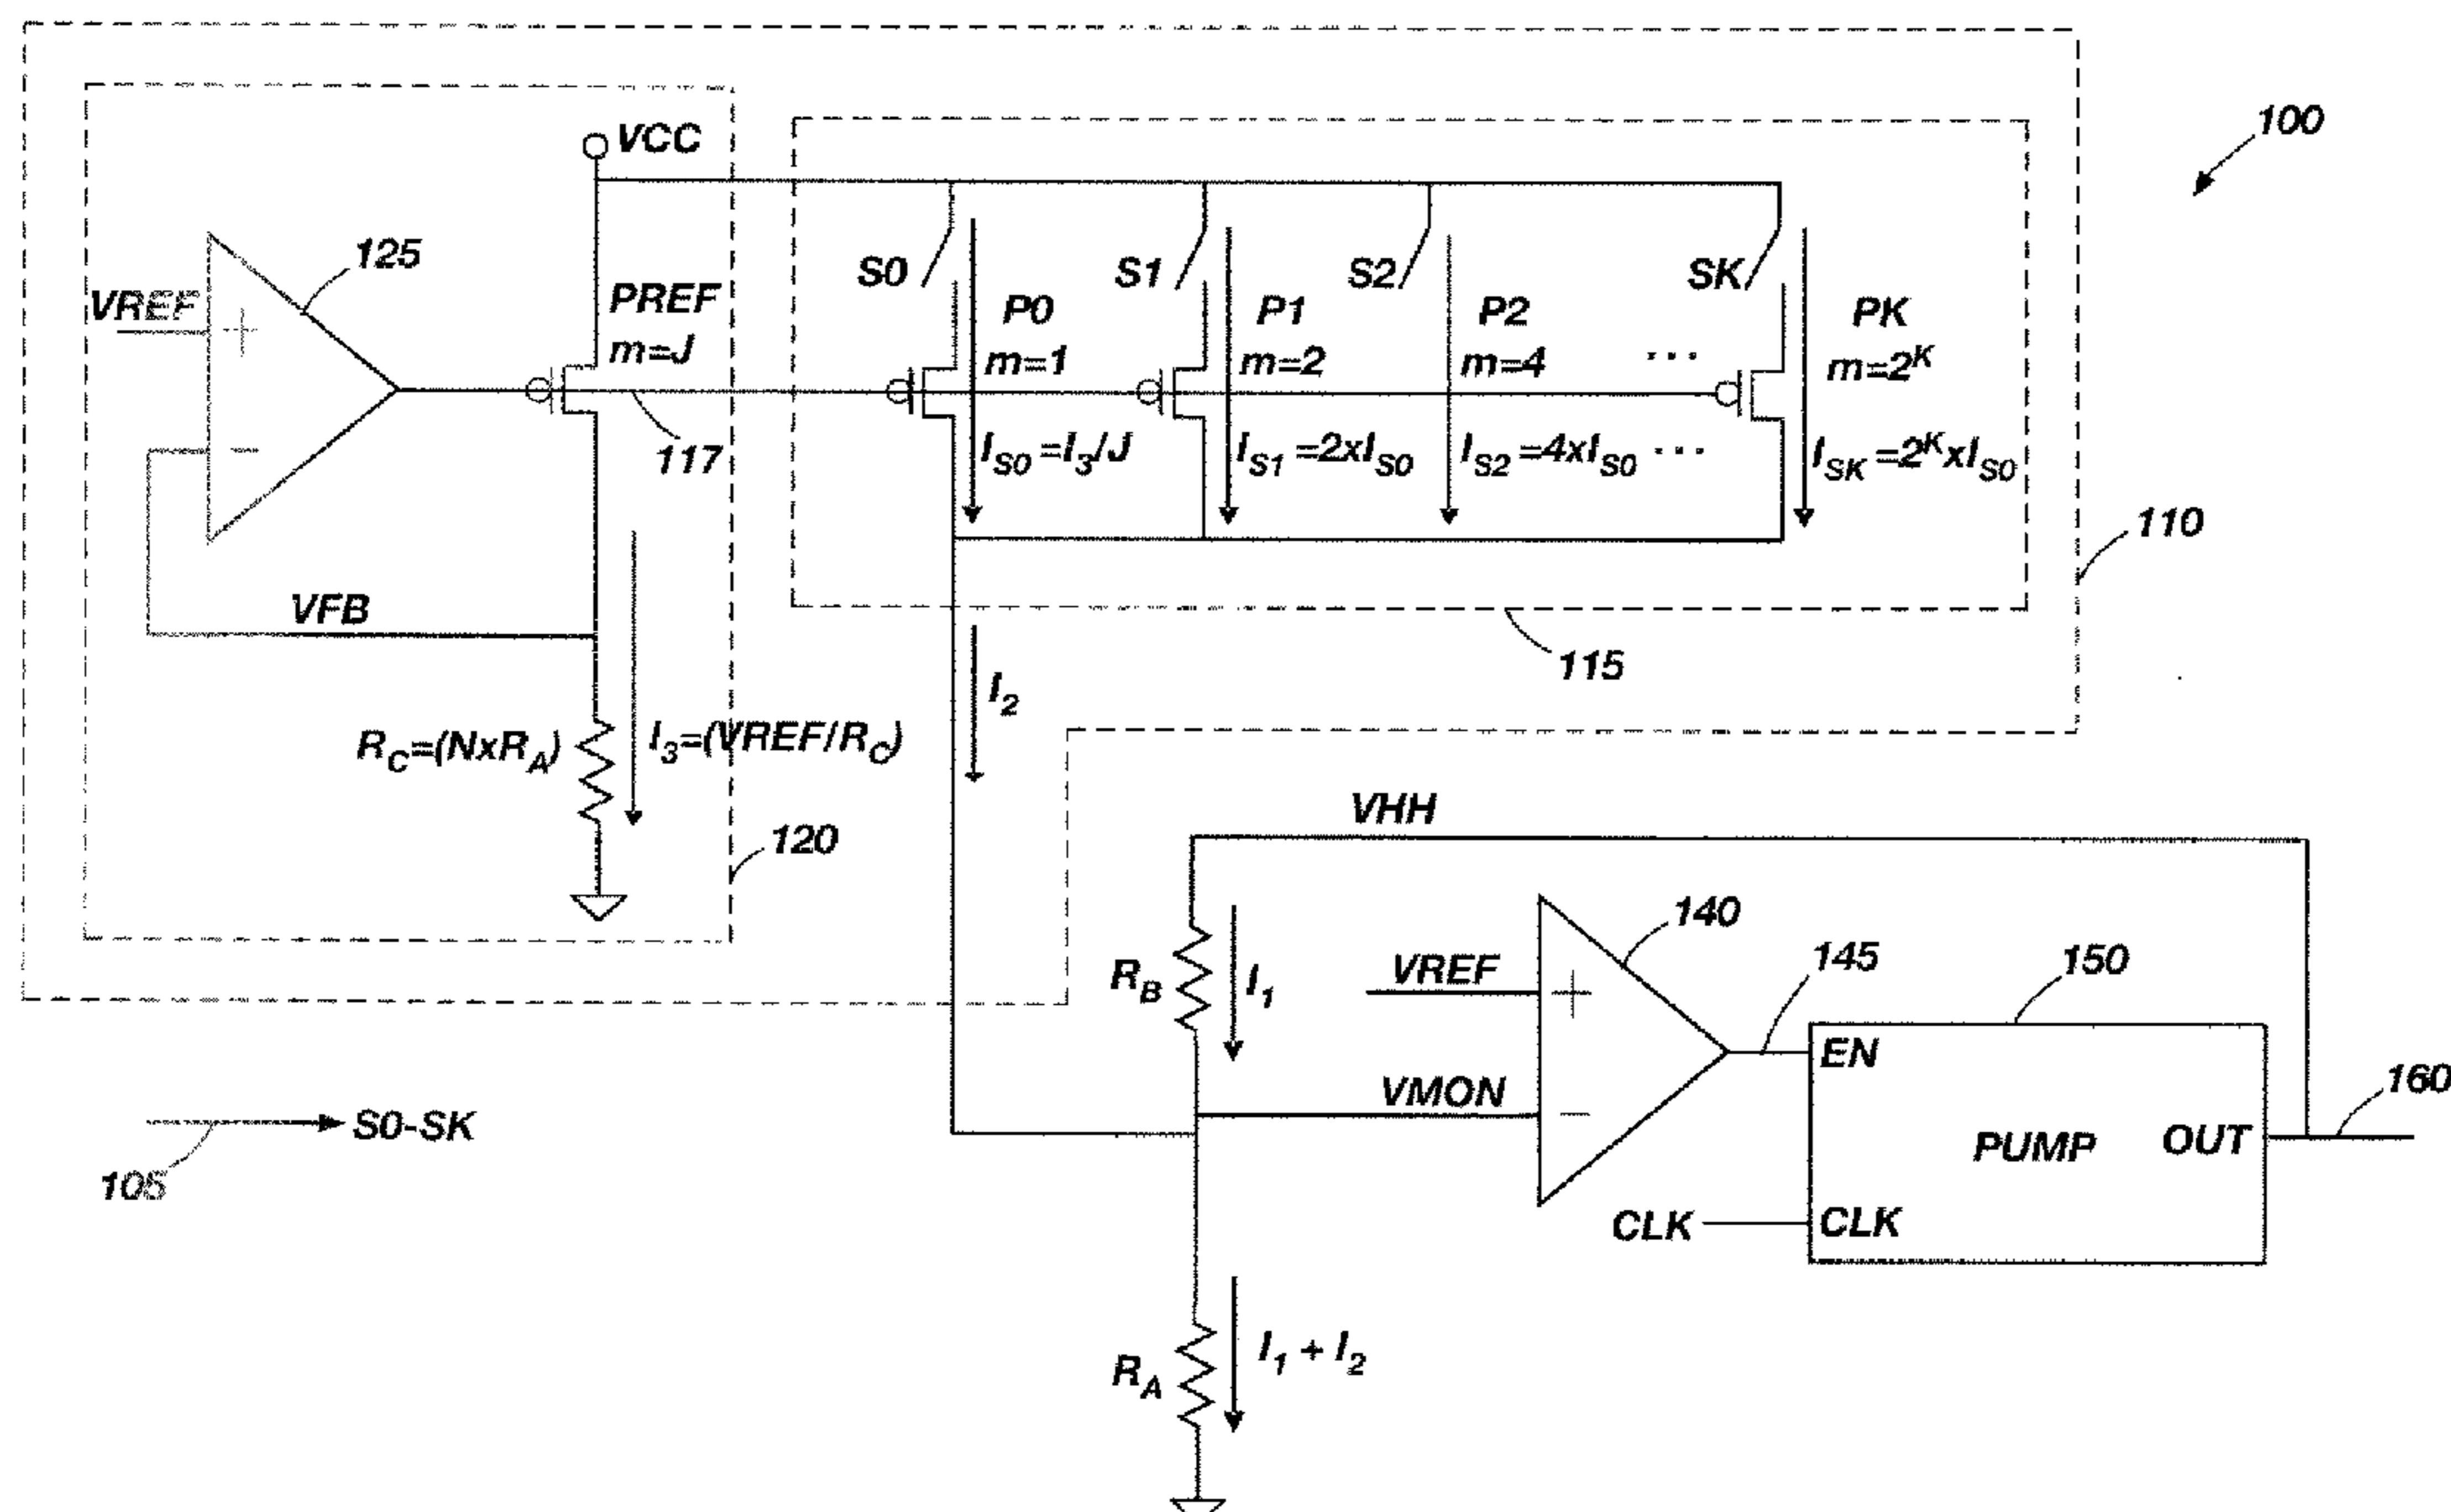 100
VCC
125
VREF
+
-
PREF
m=J
117
VFB
R_C=(NxR_A)
I_3=(VREF/R_C)
120
S0
P0
m=1
I_S0 =I_3/J
S1
P1
m=2
I_S1 =2xI_S0
S2
P2
m=4
I_S2 =4xI_S0
...
...
SK
PK
m=2^K
I_SK =2^K xI_S0
110
115
I_2
VHH
R_B
I_1
VREF
+
140
145
150
VMON
-
EN
PUMP
OUT
160
CLK
CLK
105
S0-SK
R_A
I_1 + I_2